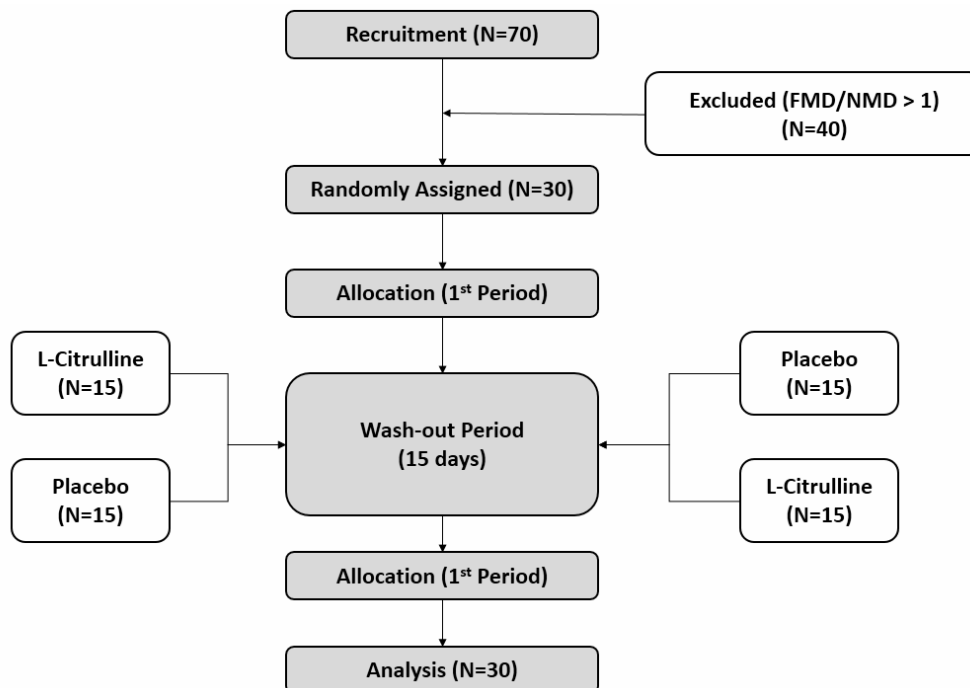 Recruitment (N=70)
Excluded (FMD/NMD > 1)
(N=40)
Randomly Assigned (N=30)
Allocation (1st Period)
L-Citrulline
(N=15)
Placebo
(N=15)
Wash-out Period
(15 days)
Placebo
(N=15)
L-Citrulline
(N=15)
Allocation (1st Period)
Analysis (N=30)